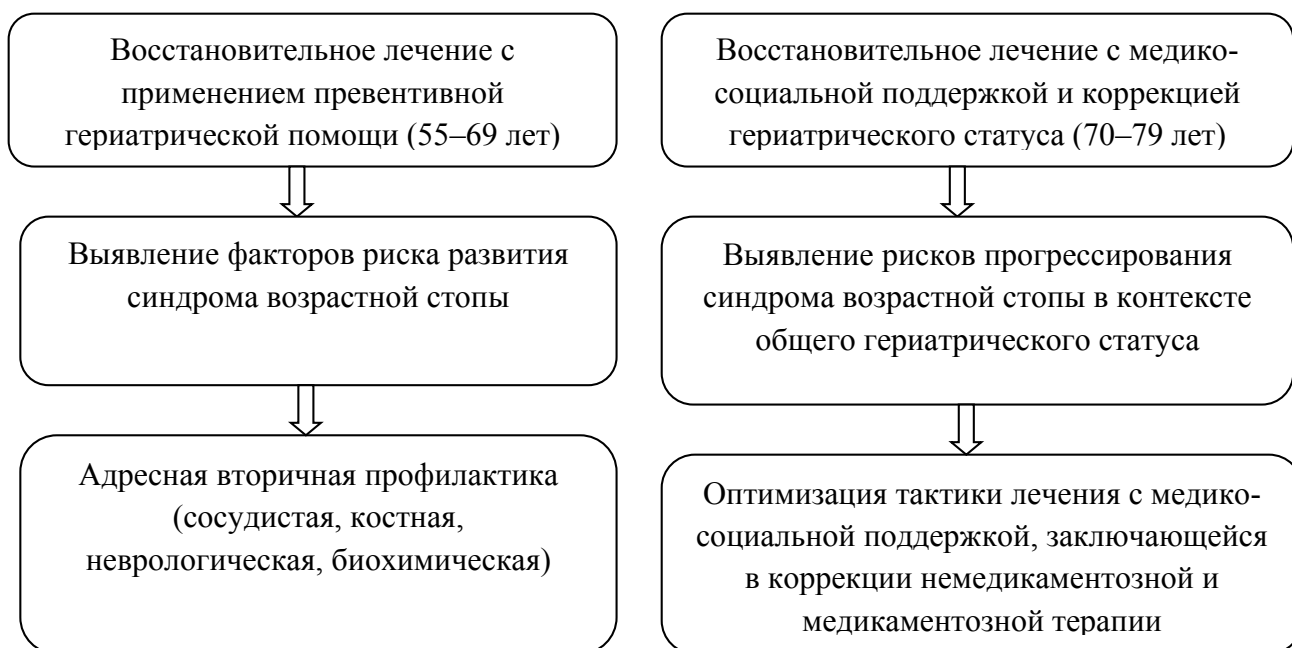 Восстановительное лечение с
применением превентивной
гериатрической помощи (55–69 лет)
Выявление факторов риска развития
синдрома возрастной стопы
Адресная вторичная профилактика
(сосудистая, костная,
неврологическая, биохимическая)
Восстановительное лечение с медико-
социальной поддержкой и коррекцией
гериатрического статуса (70–79 лет)
Выявление рисков прогрессирования
синдрома возрастной стопы в контексте
общего гериатрического статуса
Оптимизация тактики лечения с медико-
социальной поддержкой, заключающейся
в коррекции немедикаментозной и
медикаментозной терапии